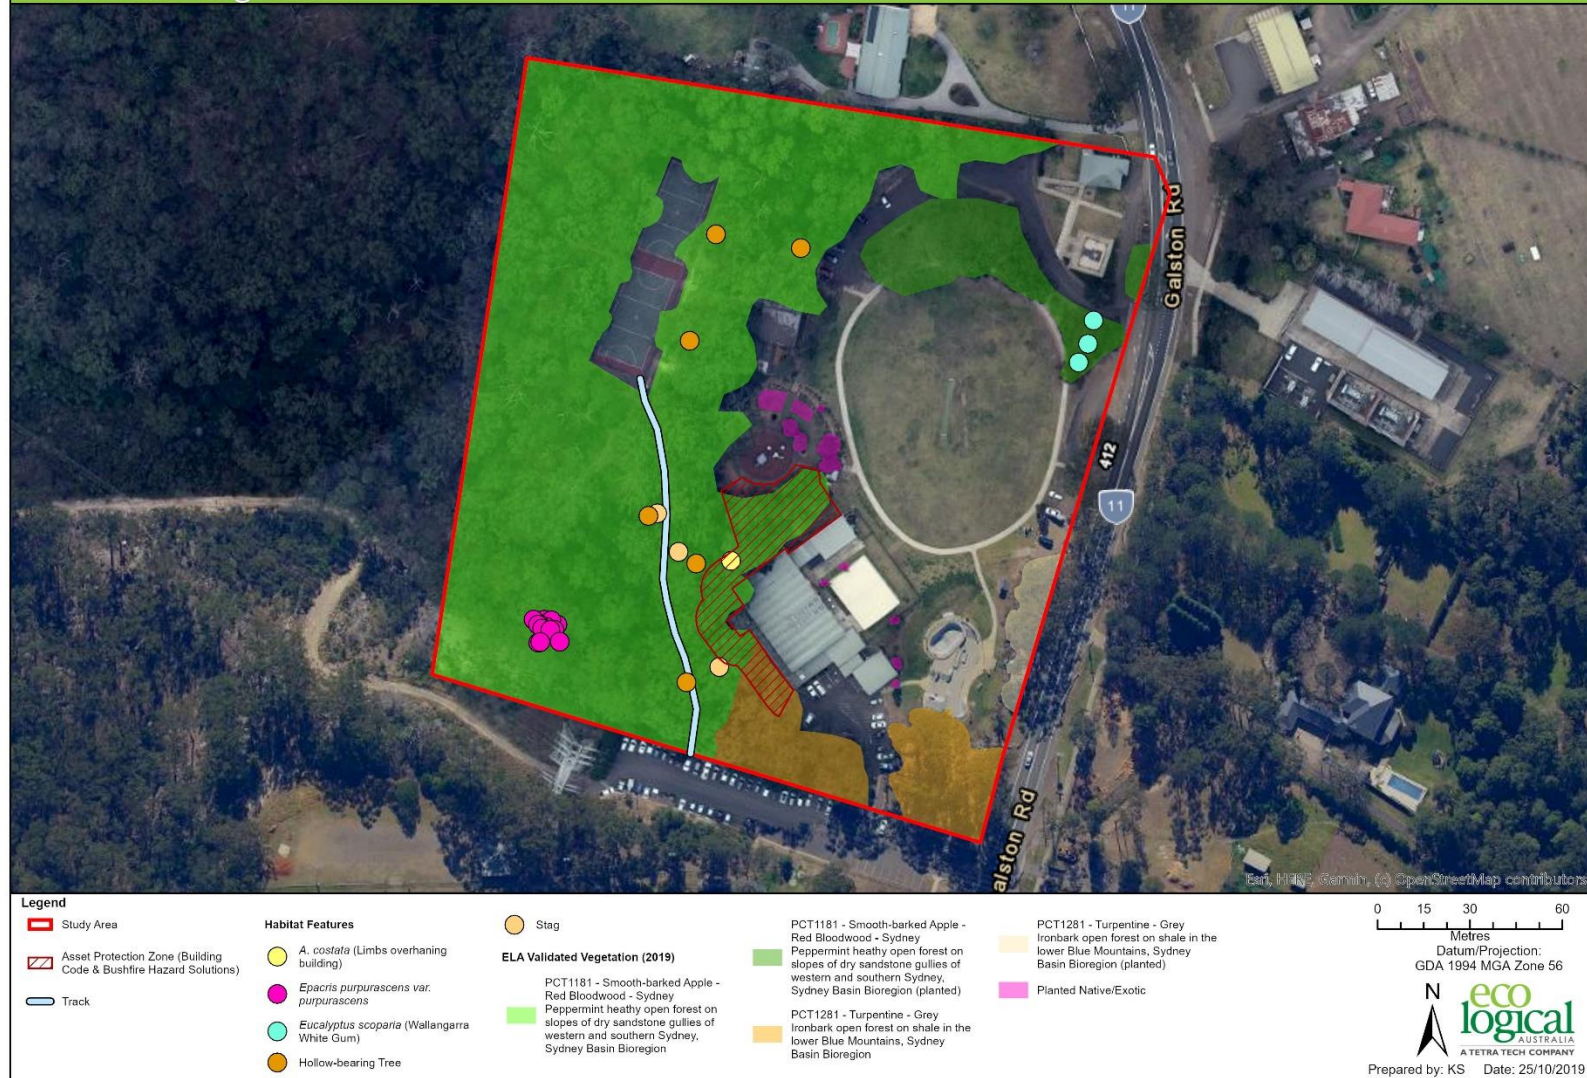 11
Galston Rd
412
11
alston Rd
Esri, HERE, Garmin, (c) OpenStreetMap contributors
Legend
Study Area
Asset Protection Zone (Building
Code & Bushfire Hazard Solutions)
Track
Habitat Features
A. costata (Limbs overhaning
building)
Epacris purpurascens var.
purpurascens
Eucalyptus scoparia (Wallangarra
White Gum)
Hollow-bearing Tree
Stag
ELA Validated Vegetation (2019)
PCT1181 - Smooth-barked Apple -
Red Bloodwood - Sydney
Peppermint heathy open forest on
slopes of dry sandstone gullies of
western and southern Sydney,
Sydney Basin Bioregion
PCT1181 - Smooth-barked Apple -
Red Bloodwood - Sydney
Peppermint heathy open forest on
slopes of dry sandstone gullies of
western and southern Sydney,
Sydney Basin Bioregion (planted)
PCT1281 - Turpentine - Grey
Ironbark open forest on shale in the
lower Blue Mountains, Sydney
Basin Bioregion
PCT1281 - Turpentine - Grey
Ironbark open forest on shale in the
lower Blue Mountains, Sydney
Basin Bioregion (planted)
Planted Native/Exotic
0 15 30 60
Metres
Datum/Projection:
GDA 1994 MGA Zone 56
N
eco
logical
AUSTRALIA
A TETRA TECH COMPANY
Prepared by: KS Date: 25/10/2019